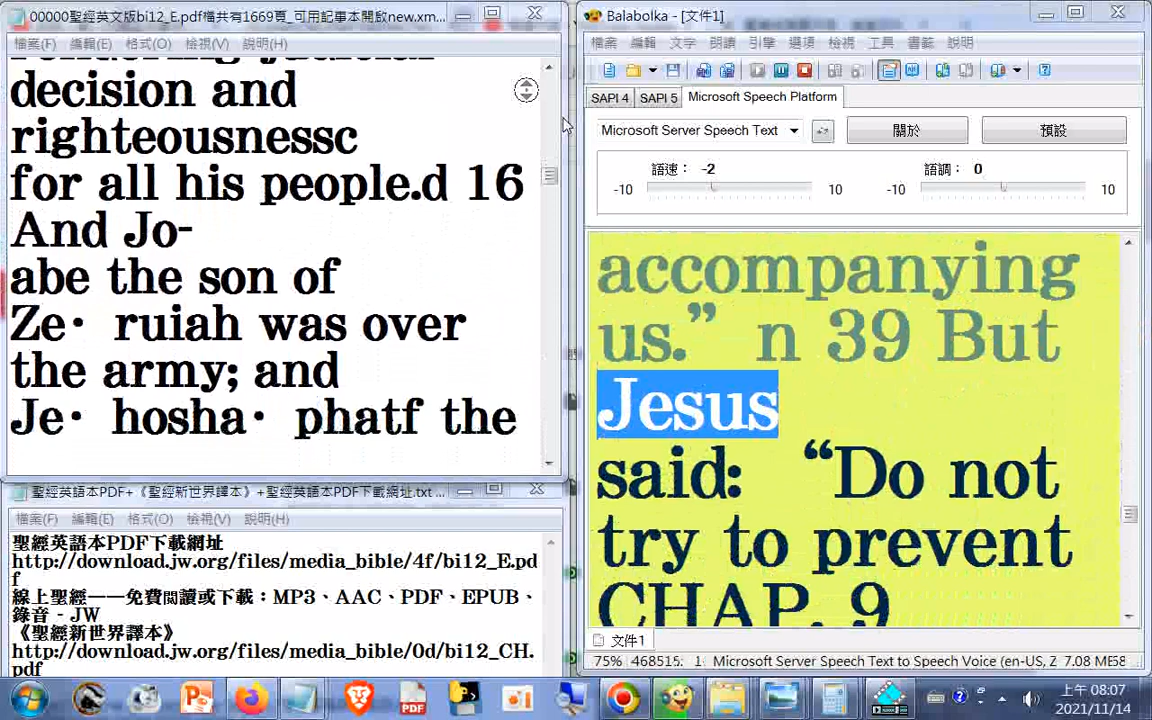 00000聖經英文版bi12_E.pdf檔共有1669頁_可用記事本開啟new.xm...
檔案(F) 編輯(E) 格式(O) 檢視(V) 說明(H)
decision and
righteousnessc
for all his people.d 16
And Jo-
abe the son of
Ze· ruiah was over
the army; and
Je· hosha· phatf the
聖經英語本PDF+《聖經新世界譯本》+聖經英語本PDF下載網址.txt ...
檔案(F) 編輯(E) 格式(O) 檢視(V) 說明(H)
聖經英語本PDF下載網址
http://download.jw.org/files/media_bible/4f/bi12_E.pd
f
線上聖經——免費閱讀或下載：MP3、AAC、PDF、EPUB、
錄音 - JW
《聖經新世界譯本》
http://download.jw.org/files/media_bible/0d/bi12_CH.
pdf
Balabolka - [文件1]
檔案 編輯 文字 朗讀 引擎 選項 檢視 工具 書籤 說明
SAPI 4 SAPI 5 Microsoft Speech Platform
Microsoft Server Speech Text 關於 預設
語速： -2 語調： 0
-10 10 -10 10
accompanying
us.” n 39 But
Jesus
said: “Do not
try to prevent
CHAP. 9
文件1
75% 468515: 1 Microsoft Server Speech Text to Speech Voice (en-US, Z 7.08 ME58
上午 08:07
2021/11/14